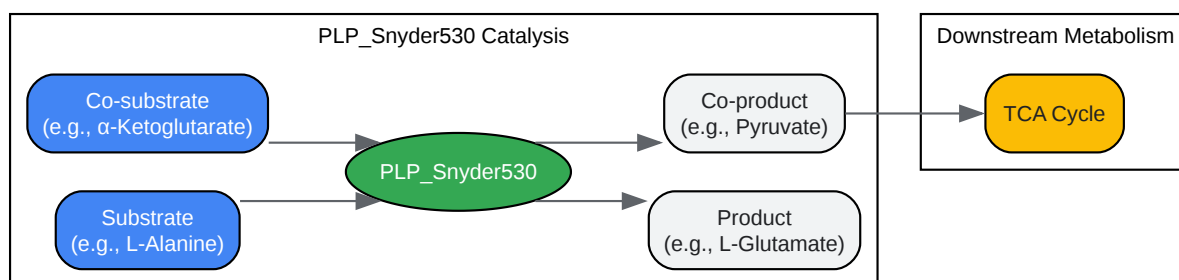 PLP_Snyder530 Catalysis
Downstream Metabolism
Co-substrate
(e.g., α-Ketoglutarate)
Co-product
(e.g., Pyruvate)
TCA Cycle
PLP_Snyder530
Substrate
(e.g., L-Alanine)
Product
(e.g., L-Glutamate)